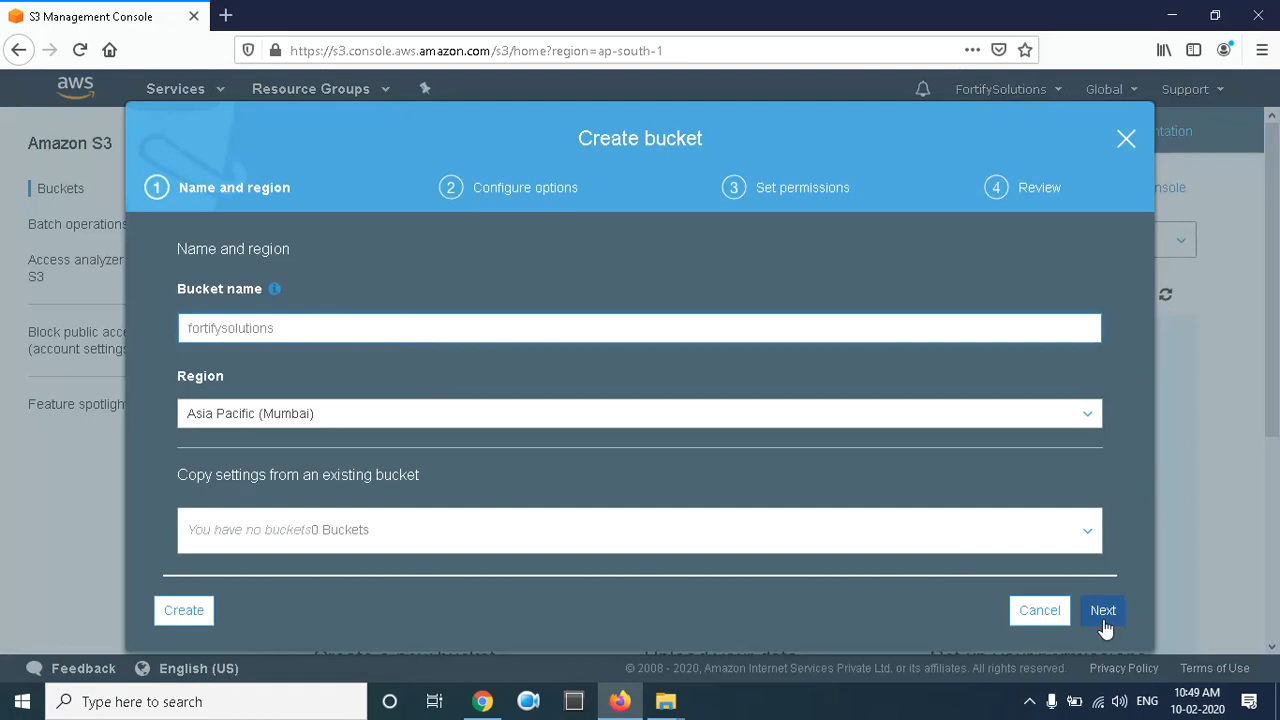 S3 Management Console
https://s3.console.aws.amazon.com/s3/home?region=ap-south-1
aws
Services
Resource Groups
FortifySolutions
Global
Support
Create bucket
1 Name and region
2 Configure options
3 Set permissions
4 Review
Amazon S3
Buckets
Batch operations
Access analyzer
S3
Block public acce
(account settings
Feature spotligh
entation
onsole.
Name and region
Bucket name
fortifysolutions
Region
Asia Pacific (Mumbai)
Copy settings from an existing bucket
You have no buckets0 Buckets
Create
Cancel
Next
Feedback
English (US)
© 2008 - 2020, Amazon Internet Services Private Ltd. or its affiliates. All rights reserved.
Privacy Policy
Terms of Use
Type here to search
ENG
10:49 AM
10-02-2020